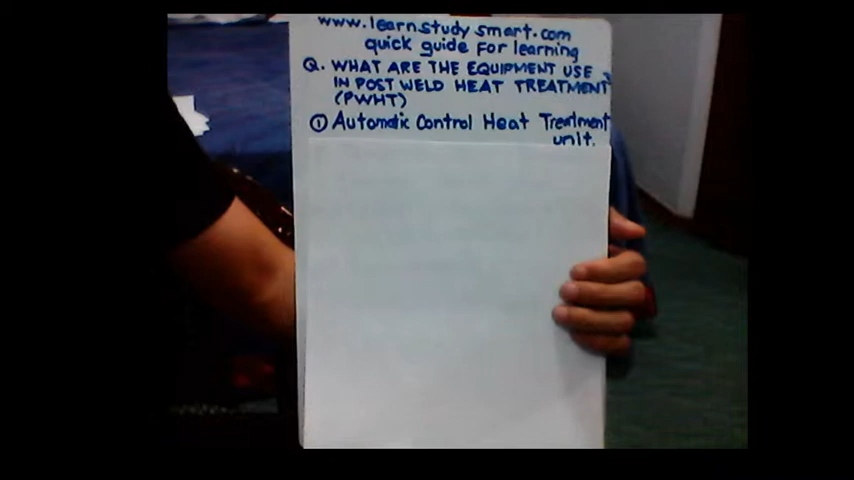 www.learnstudysmart.com
quick guide for learning
Q. WHAT ARE THE EQUIPMENT USE
IN POST WELD HEAT TREATMENT
(PWHT)
① Automatic Control Heat Treatment
unit.